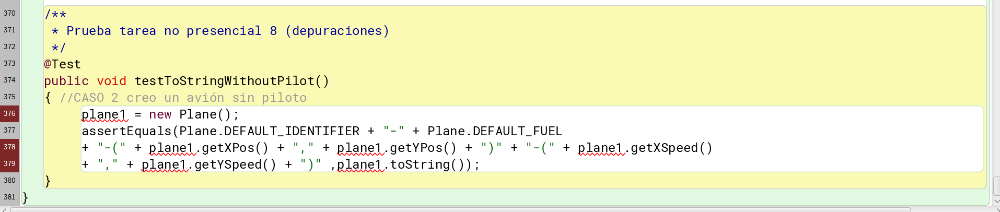 370 /**
371 * Prueba tarea no presencial 8 (depuraciones)
372 */
373 @Test
374 public void testToStringWithoutPilot()
375 { //CASO 2 creo un avión sin piloto
376 plane1 = new Plane();
377 assertEquals(Plane.DEFAULT_IDENTIFIER + "-" + Plane.DEFAULT_FUEL
378 + "-(" + plane1.getXPos() + "," + plane1.getYPos() + ")" + "-(" + plane1.getXSpeed()
379 + "," + plane1.getYSpeed() + ")" ,plane1.toString());
380 }
381 }